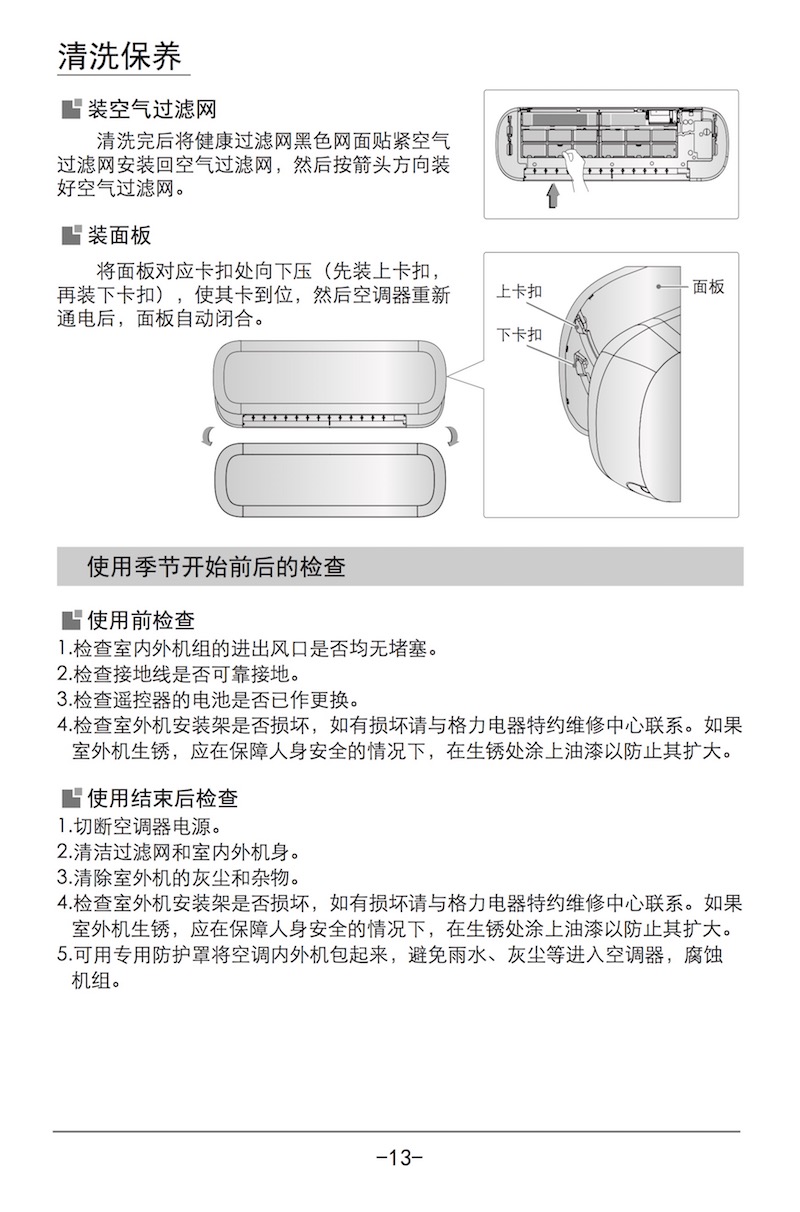 清洗保养
装空气过滤网
清洗完后将健康过滤网黑色网面贴紧空气
过滤网安装回空气过滤网，然后按箭头方向装
好空气过滤网。
装面板
将面板对应卡扣处向下压（先装上卡扣，
再装下卡扣），使其卡到位，然后空调器重新
通电后，面板自动闭合。
上卡扣
面板
下卡扣
使用季节开始前后的检查
使用前检查
1.检查室内外机组的进出风口是否均无堵塞。
2.检查接地线是否可靠接地。
3.检查遥控器的电池是否已作更换。
4.检查室外机安装架是否损坏，如有损坏请与格力电器特约维修中心联系。如果
室外机生锈，应在保障人身安全的情况下，在生锈处涂上油漆以防止其扩大。
使用结束后检查
1.切断空调器电源。
2.清洁过滤网和室内外机身。
3.清除室外机的灰尘和杂物。
4.检查室外机安装架是否损坏，如有损坏请与格力电器特约维修中心联系。如果
室外机生锈，应在保障人身安全的情况下，在生锈处涂上油漆以防止其扩大。
5.可用专用防护罩将空调内外机包起来，避免雨水、灰尘等进入空调器，腐蚀
机组。
-13-